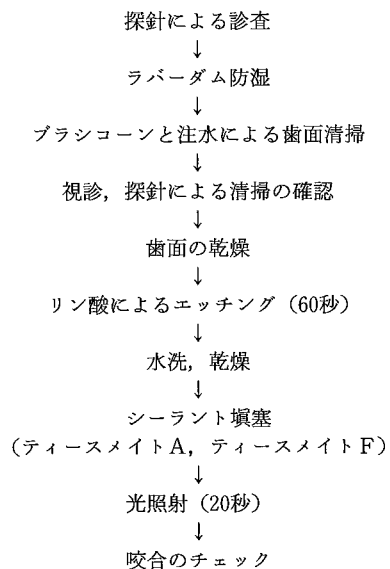 探針による診査
↓
ラバーダム防湿
↓
ブラシコーンと注水による歯面清掃
↓
視診，探針による清掃の確認
↓
歯面の乾燥
↓
リン酸によるエッチング（60秒）
↓
水洗，乾燥
↓
シーラント塡塞
（ティースメイトA，ティースメイトF）
↓
光照射（20秒）
↓
咬合のチェック